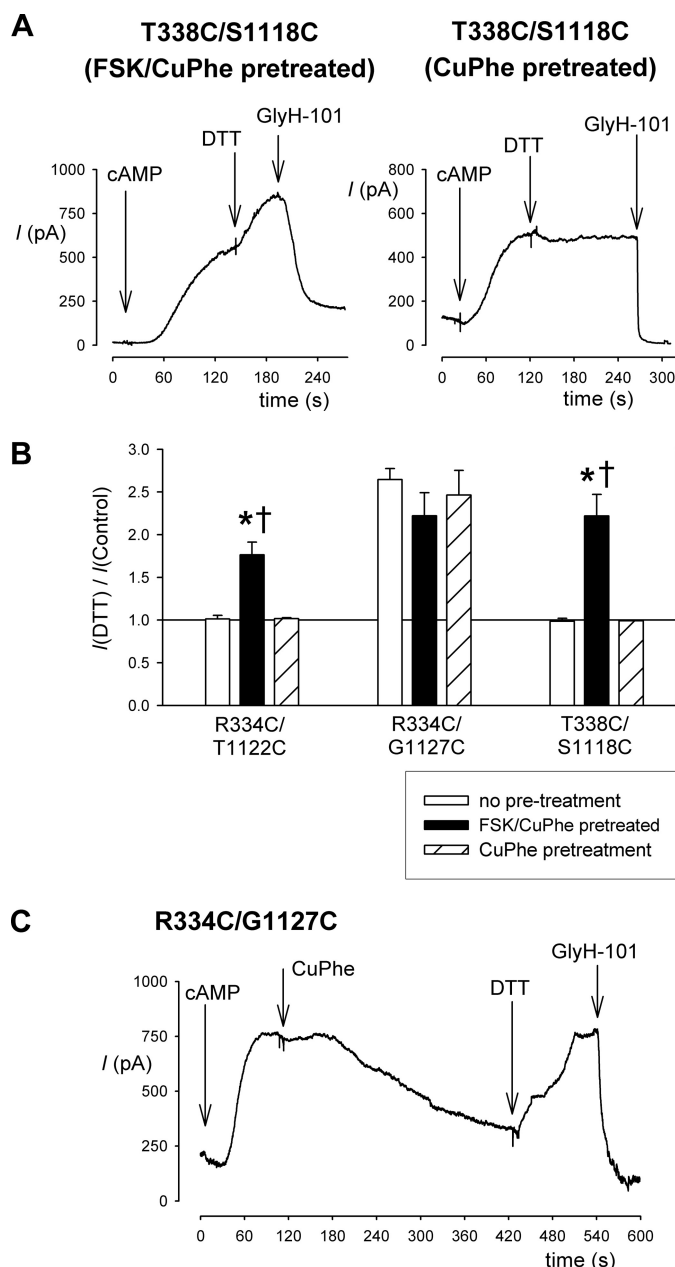 A
T338C/S1118C
(FSK/CuPhe pretreated)
T338C/S1118C
(CuPhe pretreated)
GlyH-101
DTT
cAMP
1000
750
500
250
0
I (pA)
0 60 120 180 240
time (s)
GlyH-101
DTT
cAMP
800
600
400
200
0
I (pA)
0 60 120 180 240 300
time (s)
B
I(DTT) / I(Control)
3.0
2.5
2.0
1.5
1.0
0.5
0.0
*†
*†
R334C/
T1122C
R334C/
G1127C
T338C/
S1118C
no pre-treatment
FSK/CuPhe pretreated
CuPhe pretreatment
C
R334C/G1127C
GlyH-101
CuPhe
DTT
cAMP
1000
750
500
250
0
I (pA)
0 60 120 180 240 300 360 420 480 540 600
time (s)